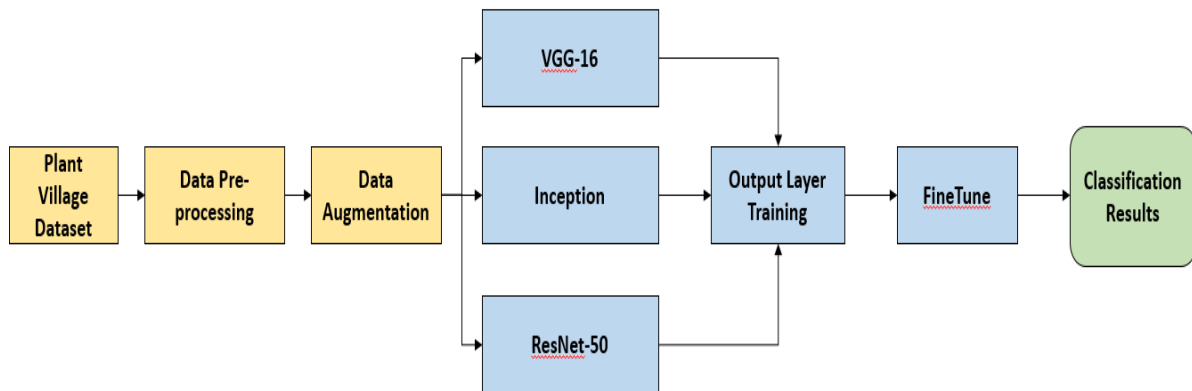 Plant
Village
Dataset
Data Pre-
processing
Data
Augmentation
VGG-16
Inception
ResNet-50
Output Layer
Training
FineTune
Classification
Results